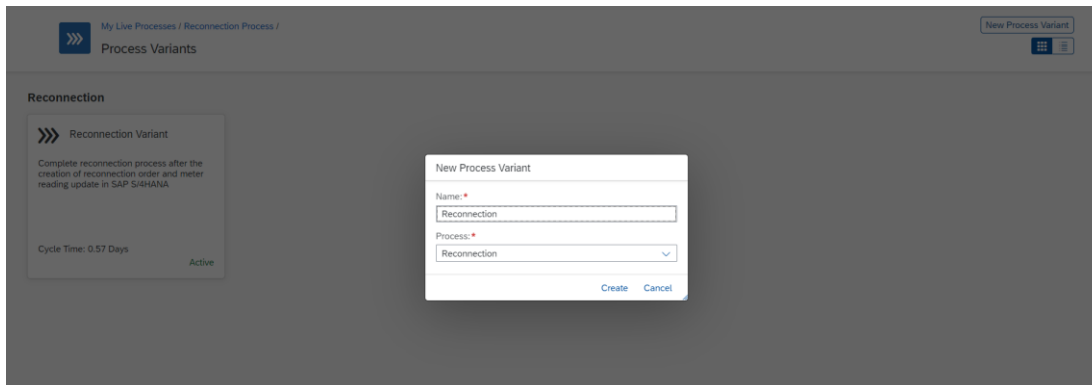 My Live Processes / Reconnection Process /
Process Variants
New Process Variant
Reconnection
Reconnection Variant
Complete reconnection process after the
creation of reconnection order and meter
reading update in SAP S/4HANA
Cycle Time: 0.57 Days
Active
New Process Variant
Name:*
Reconnection
Process:*
Reconnection
Create Cancel